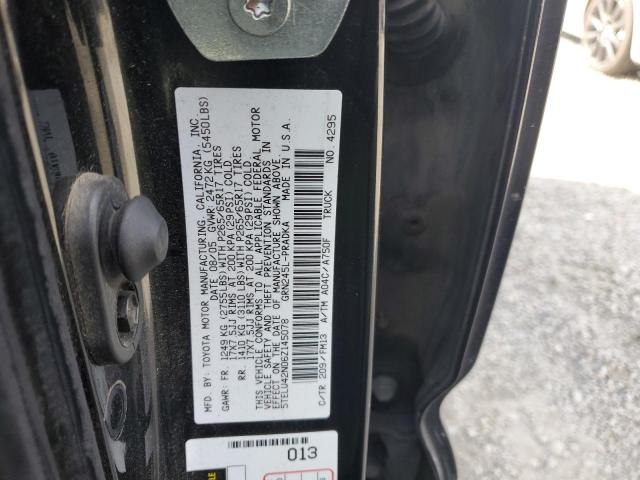 MFD. BY: TOYOTA MOTOR MANUFACTURING, CALIFORNIA, INC.
DATE: 08/05 GVWR: 2472 KG (5450LBS)
GAWR: FR. 1249 KG (2755LBS) WITH P265/65R17 TIRES
17X7.5JJ RIMS AT 200 KPA (29PSI) COLD
RR. 1410 KG (3110LBS) WITH P265/65R17 TIRES
17X7.5JJ RIMS AT 200 KPA (29PSI) COLD.
THIS VEHICLE CONFORMS TO ALL APPLICABLE FEDERAL MOTOR
VEHICLE SAFETY AND THEFT PREVENTION STANDARDS IN
EFFECT ON THE DATE OF MANUFACTURE SHOWN ABOVE.
5TELU42N06Z145078 GRN245L-PRADKA MADE IN U.S.A.
TRUCK
C/TR 209/FM13 A/TM A04C/A750F NO. 4295
013